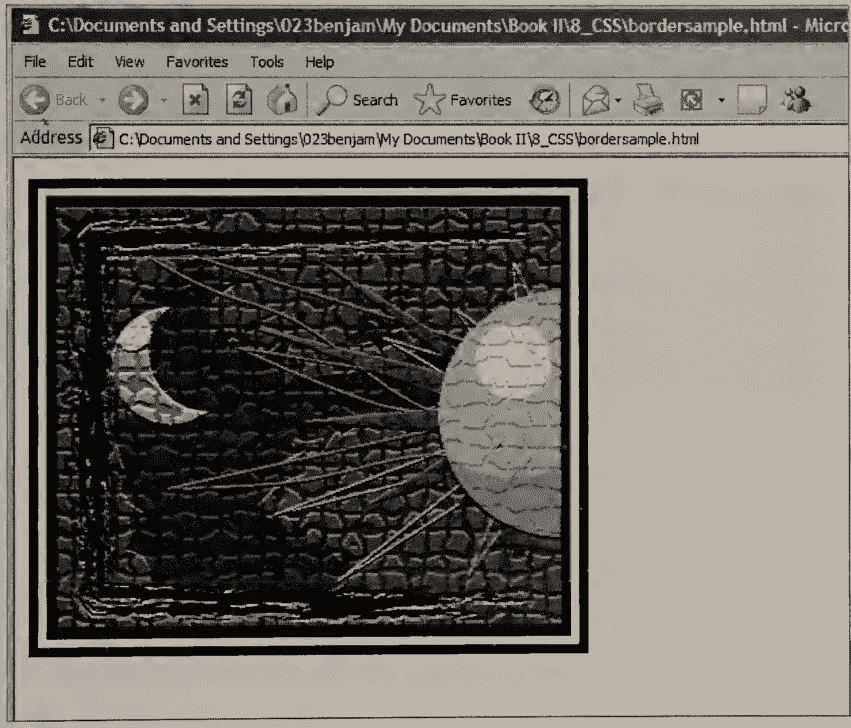 C:\Documents and Settings\023benjam\My Documents\Book II\8_CSS\bordersample.html - Micro
File Edit View Favorites Tools Help
Back Search Favorites
Address C:\Documents and Settings\023benjam\My Documents\Book II\8_CSS\bordersample.html